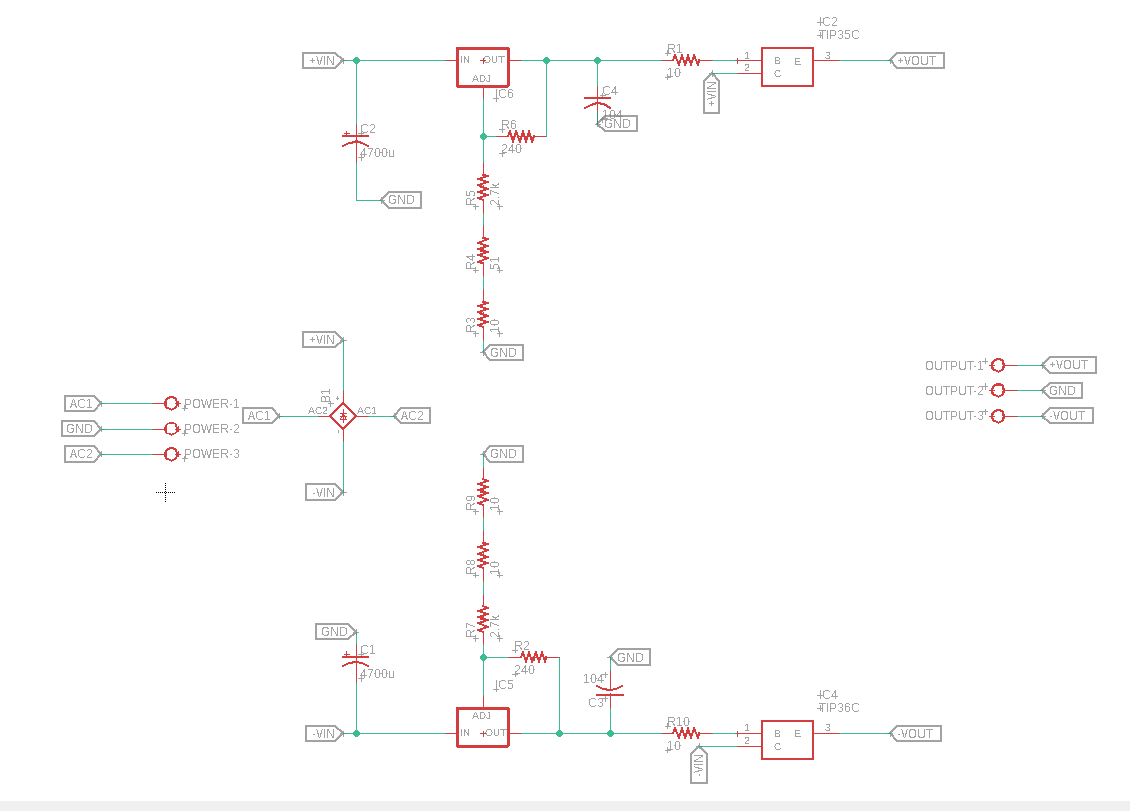 IC2
TIP35C
+VIN
IN
OUT
ADJ
IC6
R1
10
1
2
B
E
C
3
+VOUT
+VIN
C4
104
GND
C2
4700u
R6
240
GND
R5
2.7k
R4
51
R3
10
GND
+VIN
B1
AC1
AC2
AC1
AC2
+
-
-VIN
AC1
POWER-1
GND
POWER-2
AC2
POWER-3
OUTPUT-1
+VOUT
OUTPUT-2
GND
OUTPUT-3
-VOUT
GND
R9
10
R8
10
R7
2.7k
GND
C1
4700u
R2
240
GND
104
C3
IC5
ADJ
IN
OUT
-VIN
R10
10
-VIN
IC4
TIP36C
1
2
B
E
C
3
-VOUT